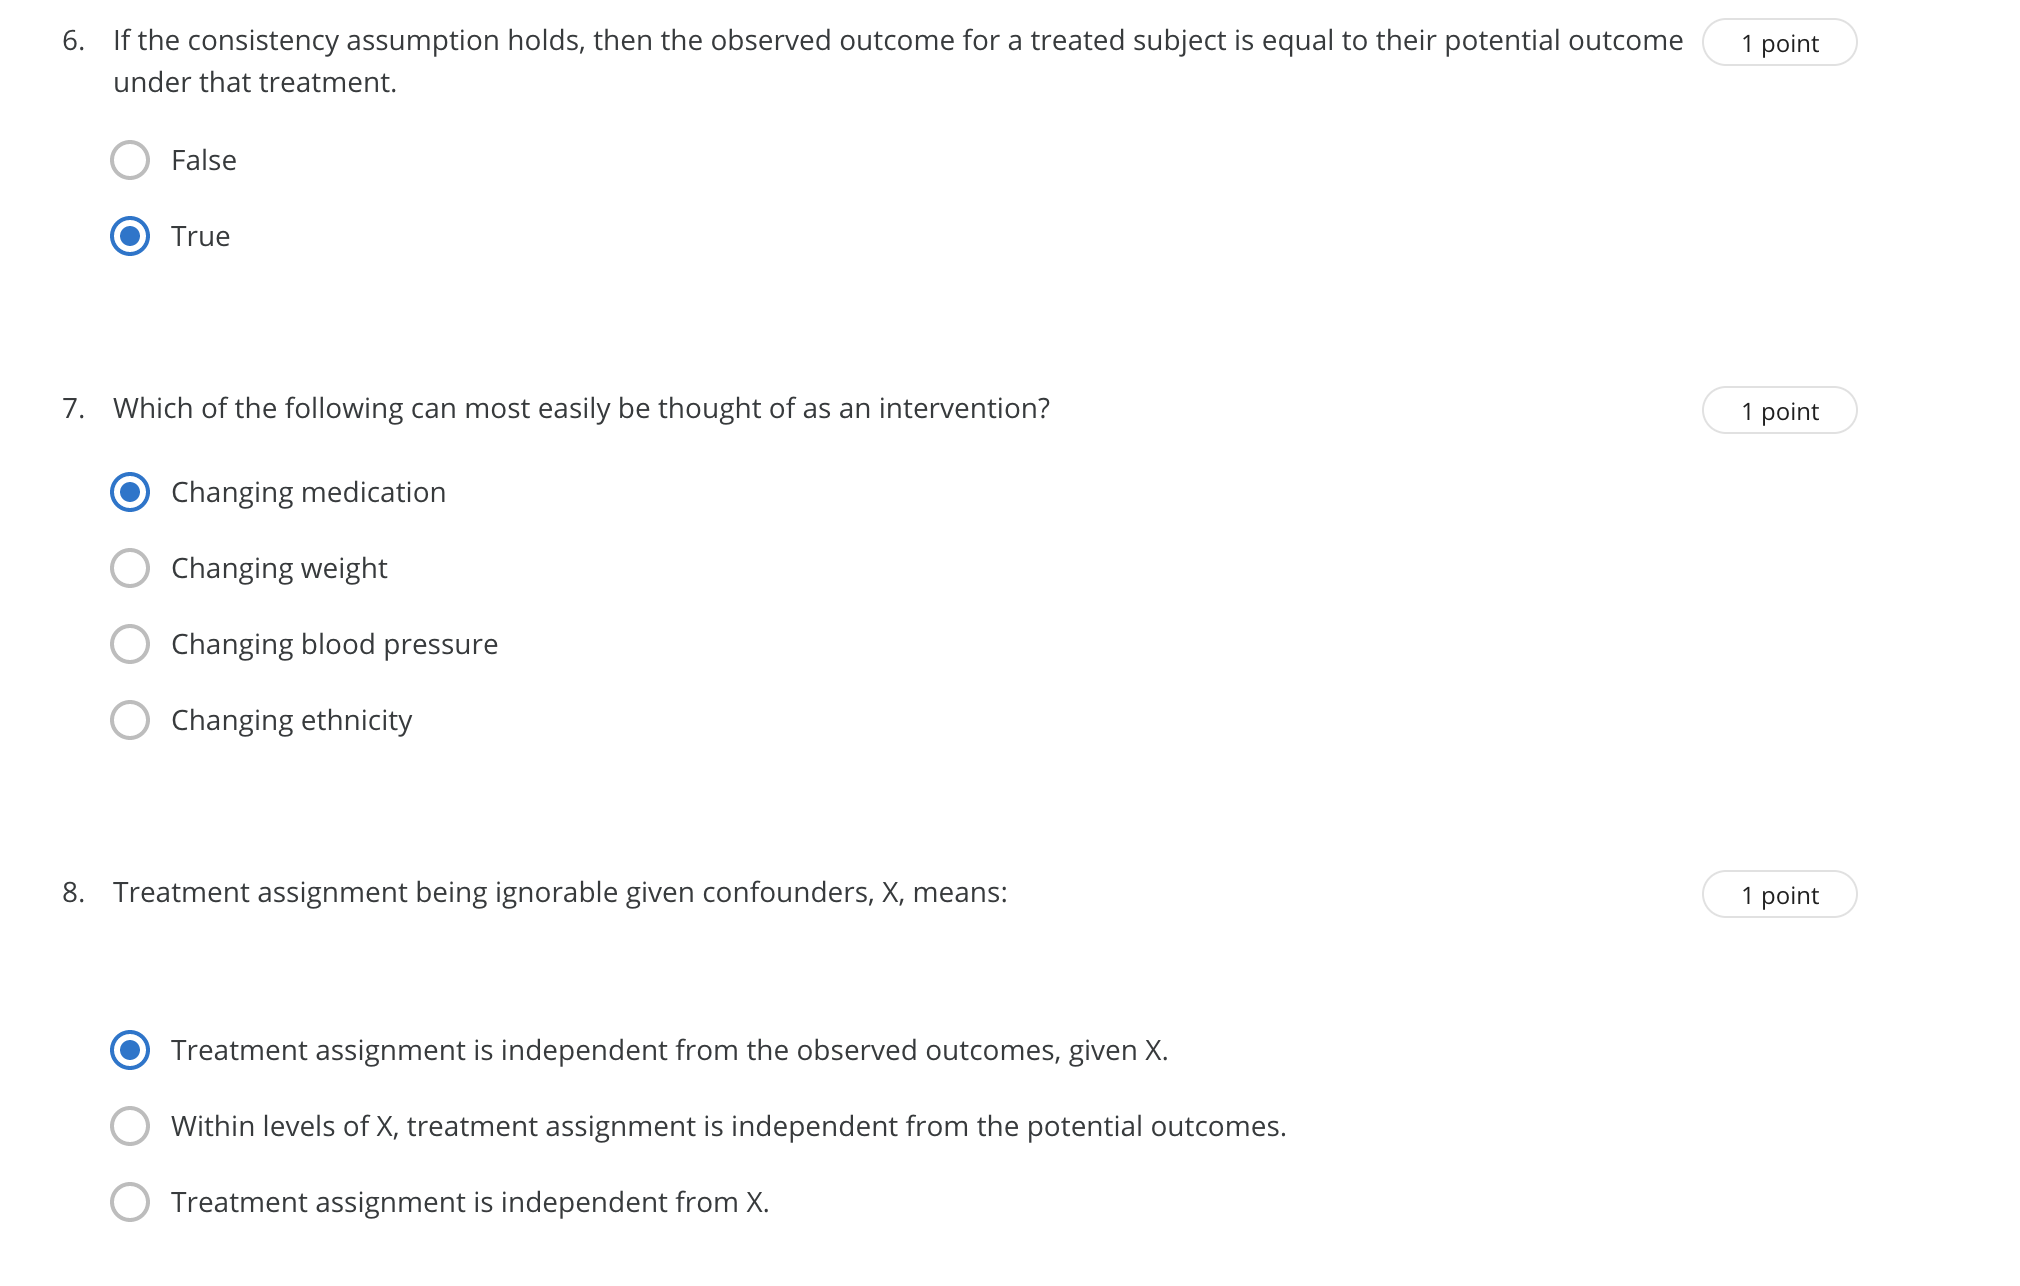 6. If the consistency assumption holds, then the observed outcome for a treated subject is equal to their potential outcome 1 point
under that treatment.
False
True
7. Which of the following can most easily be thought of as an intervention? 1 point
Changing medication
Changing weight
Changing blood pressure
Changing ethnicity
8. Treatment assignment being ignorable given confounders, X, means: 1 point
Treatment assignment is independent from the observed outcomes, given X.
Within levels of X, treatment assignment is independent from the potential outcomes.
Treatment assignment is independent from X.